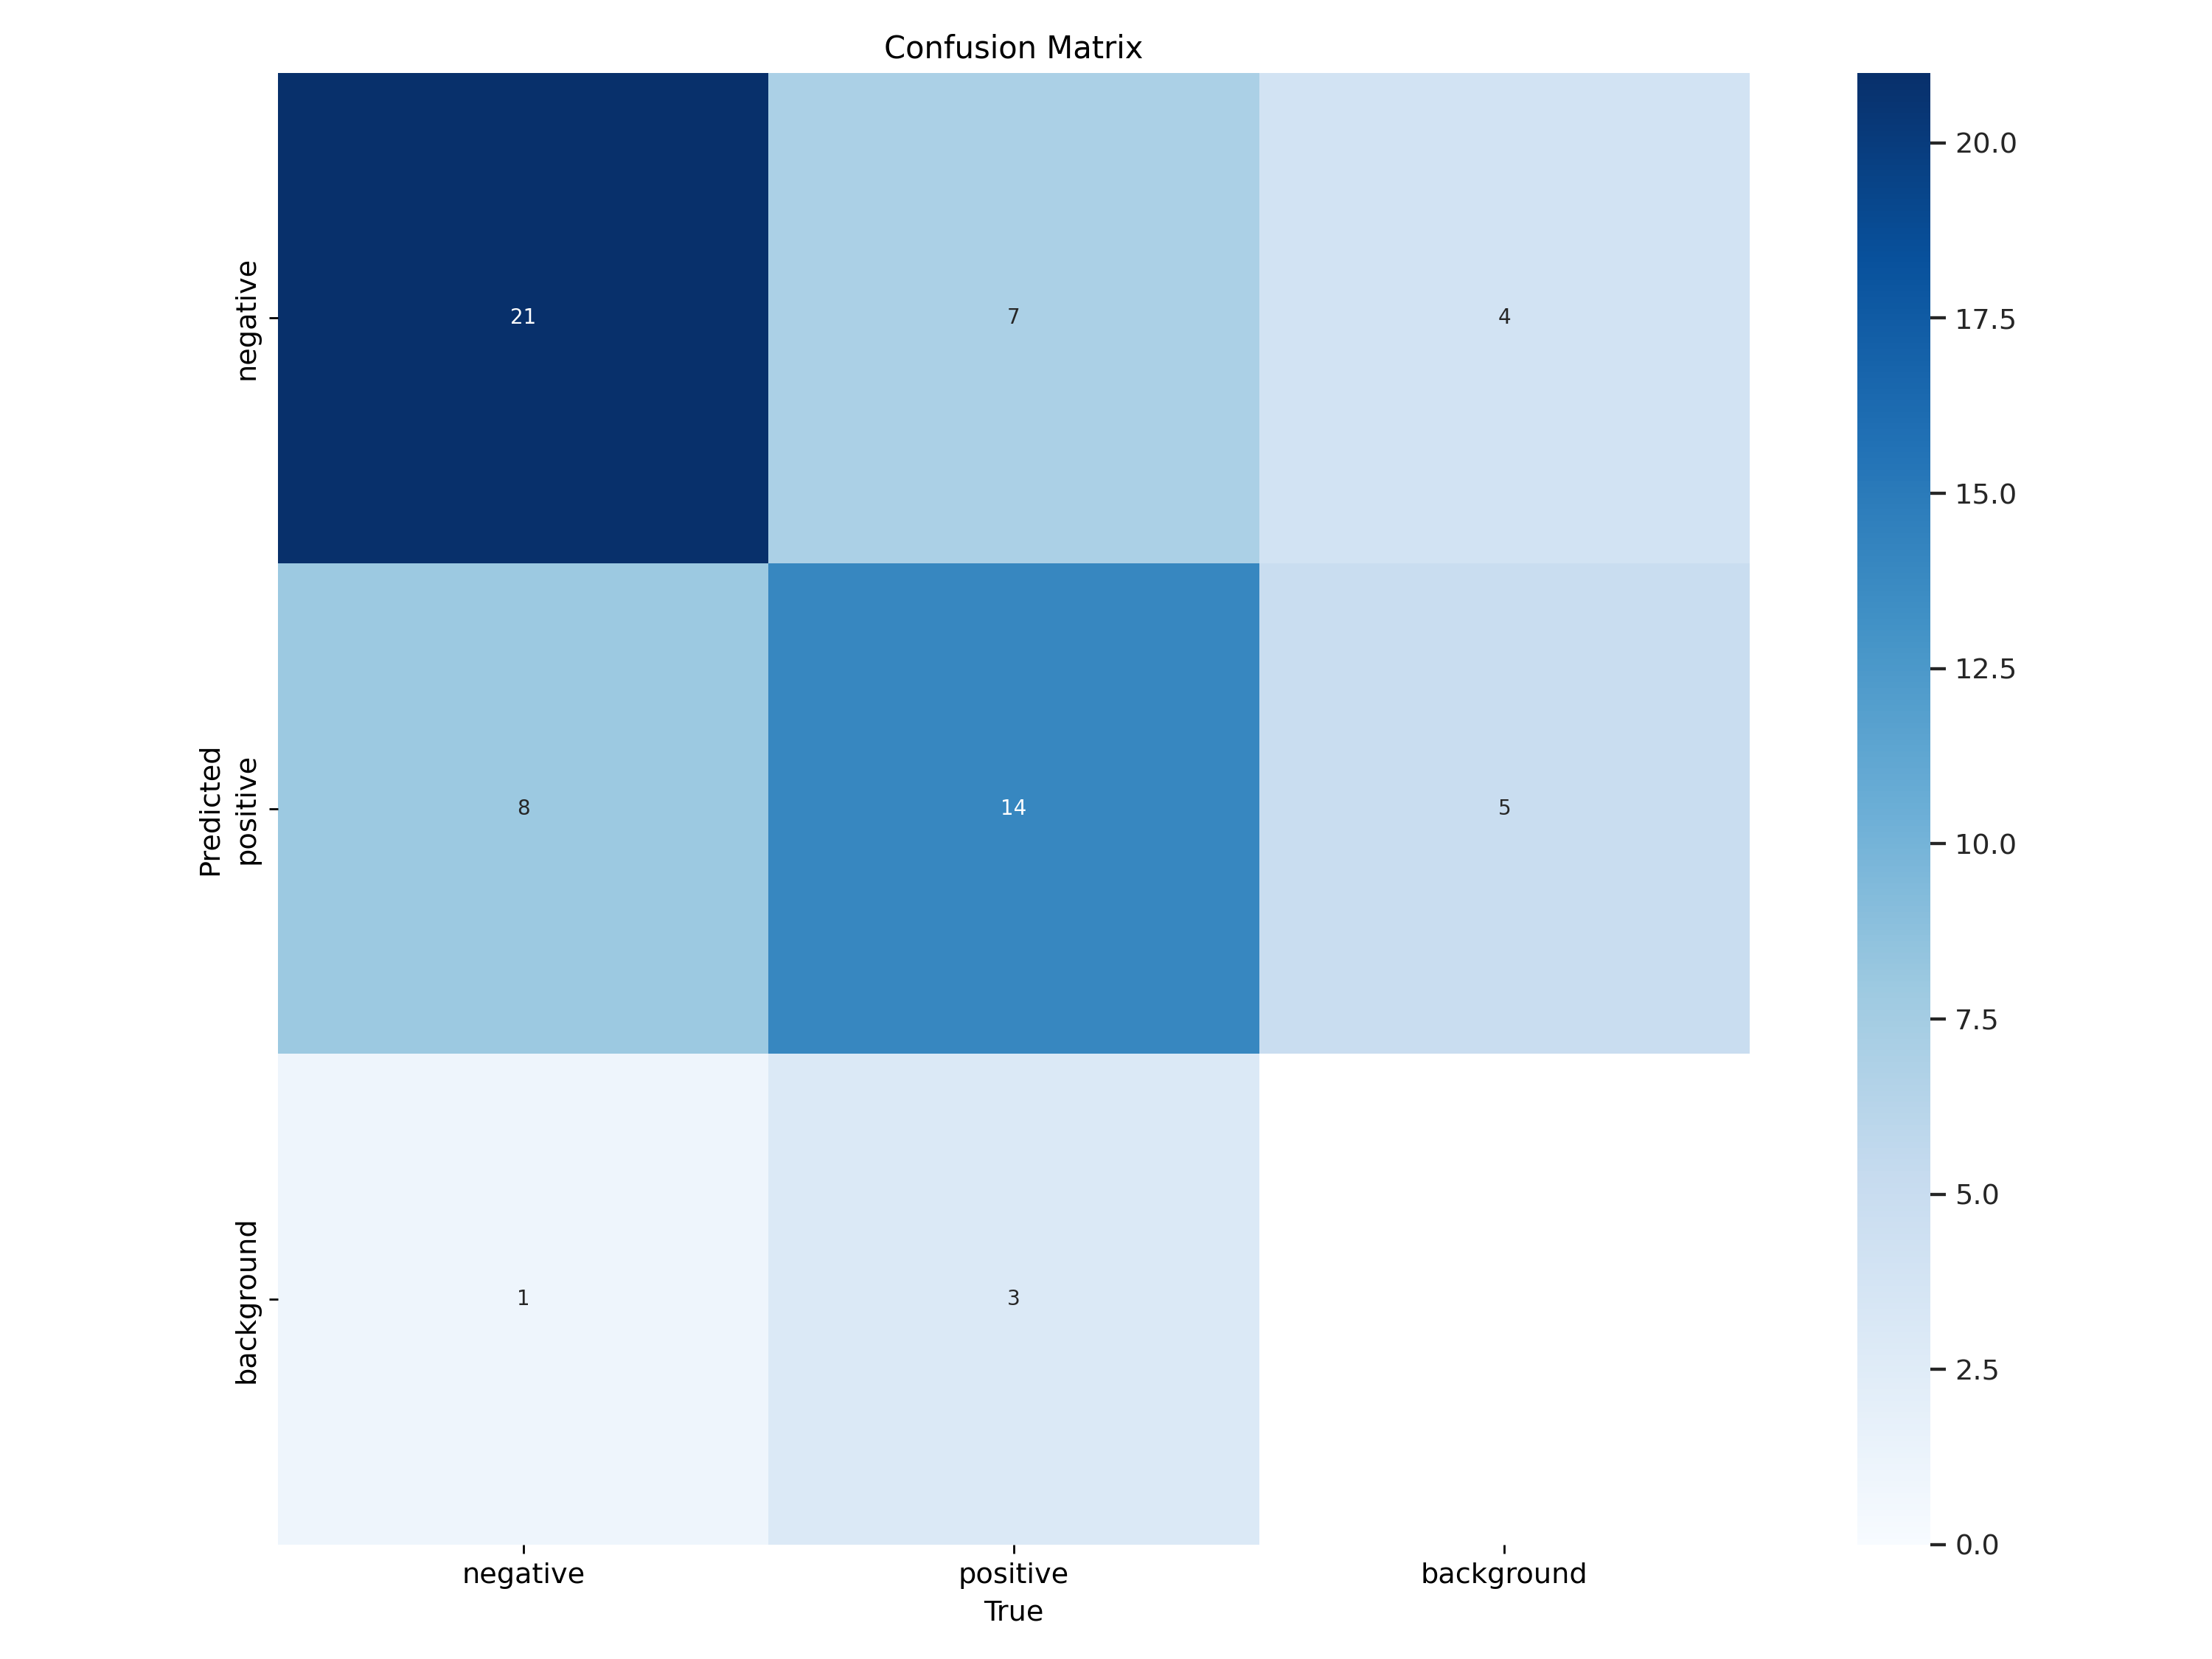 Confusion Matrix
negative
21
7
4
Predicted
positive
8
14
5
background
1
3
negative
positive
background
True
20.0
17.5
15.0
12.5
10.0
7.5
5.0
2.5
0.0